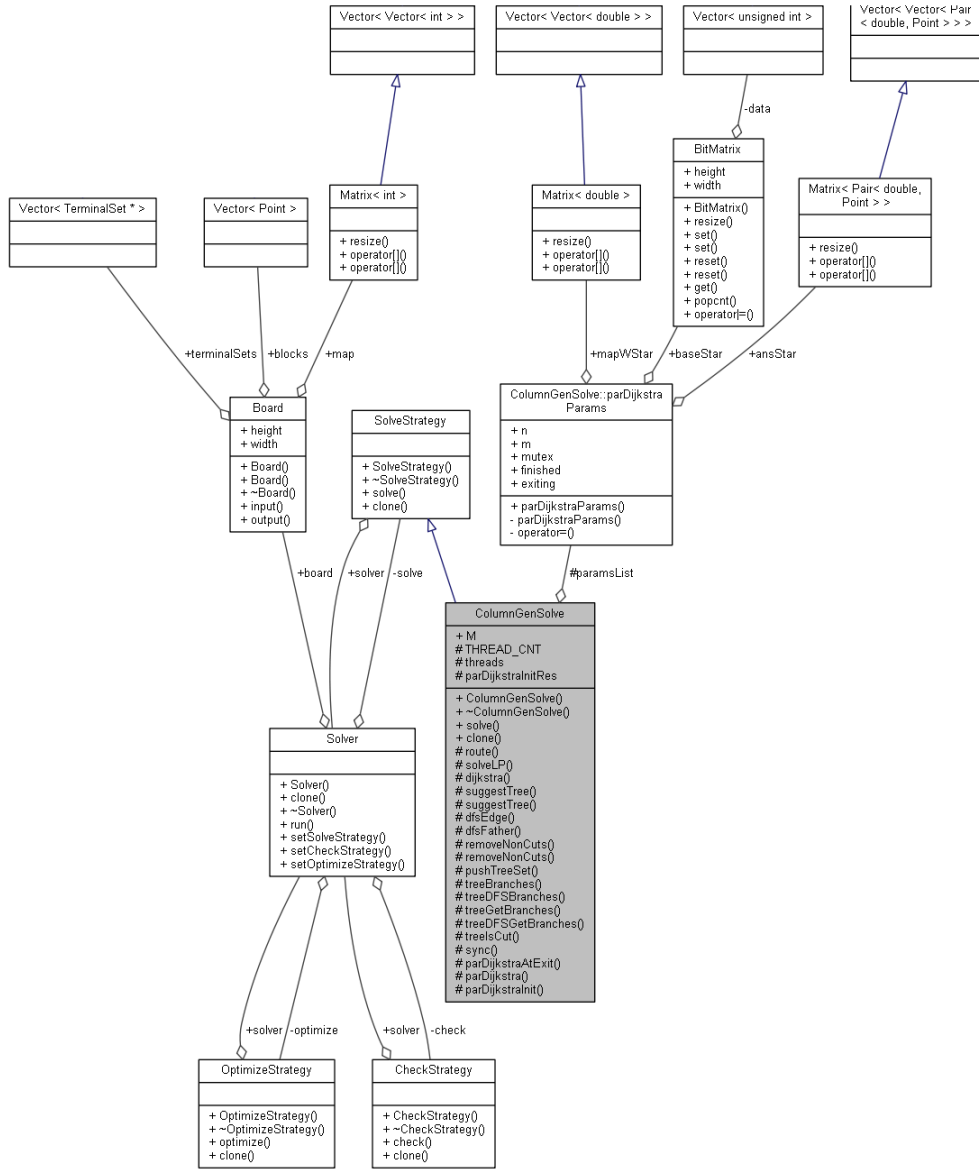 Vector< Vector< int > >
Vector< Vector< double > >
Vector< unsigned int >
Vector< Vector< Pair
< double, Point > > >
-data
BitMatrix
+ height
+ width
+ BitMatrix()
+ resize()
+ set()
+ set()
+ reset()
+ reset()
+ get()
+ popcnt()
+ operator|=()
Matrix< int >
+ resize()
+ operator[]()
+ operator[]()
Matrix< double >
+ resize()
+ operator[]()
+ operator[]()
Matrix< Pair< double,
Point > >
+ resize()
+ operator[]()
+ operator[]()
Vector< TerminalSet * >
Vector< Point >
+terminalSets
+blocks
+map
+mapWStar
+baseStar
+ansStar
Board
+ height
+ width
+ Board()
+ Board()
+ ~Board()
+ input()
+ output()
SolveStrategy
+ SolveStrategy()
+ ~SolveStrategy()
+ solve()
+ clone()
ColumnGenSolve::parDijkstra
Params
+ n
+ m
+ mutex
+ finished
+ exiting
+ parDijkstraParams()
- parDijkstraParams()
- operator=()
+board
+solver
-solve
#paramsList
ColumnGenSolve
+ M
# THREAD_CNT
# threads
# parDijkstraInitRes
+ ColumnGenSolve()
+ ~ColumnGenSolve()
+ solve()
+ clone()
# route()
# solveLP()
# dijkstra()
# suggestTree()
# suggestTree()
# dfsEdge()
# dfsFather()
# removeNonCuts()
# removeNonCuts()
# pushTreeSet()
# treeBranches()
# treeDFSBranches()
# treeGetBranches()
# treeDFSGetBranches()
# treeIsCut()
# sync()
# parDijkstraAtExit()
# parDijkstra()
# parDijkstraInit()
Solver
+ Solver()
+ clone()
+ ~Solver()
+ run()
+ setSolveStrategy()
+ setCheckStrategy()
+ setOptimizeStrategy()
+solver
-optimize
+solver
-check
OptimizeStrategy
+ OptimizeStrategy()
+ ~OptimizeStrategy()
+ optimize()
+ clone()
CheckStrategy
+ CheckStrategy()
+ ~CheckStrategy()
+ check()
+ clone()